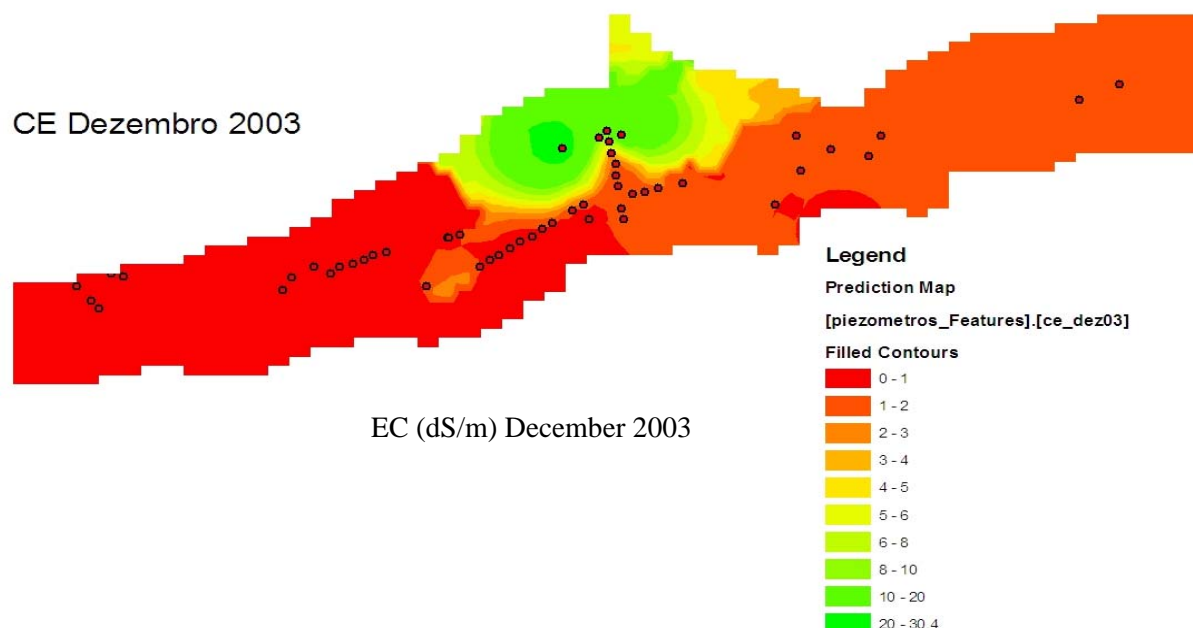 CE Dezembro 2003
EC (dS/m) December 2003
Legend
Prediction Map
[piezometros_Features].[ce_dez03]
Filled Contours
0 - 1
1 - 2
2 - 3
3 - 4
4 - 5
5 - 6
6 - 8
8 - 10
10 - 20
20 - 30.4